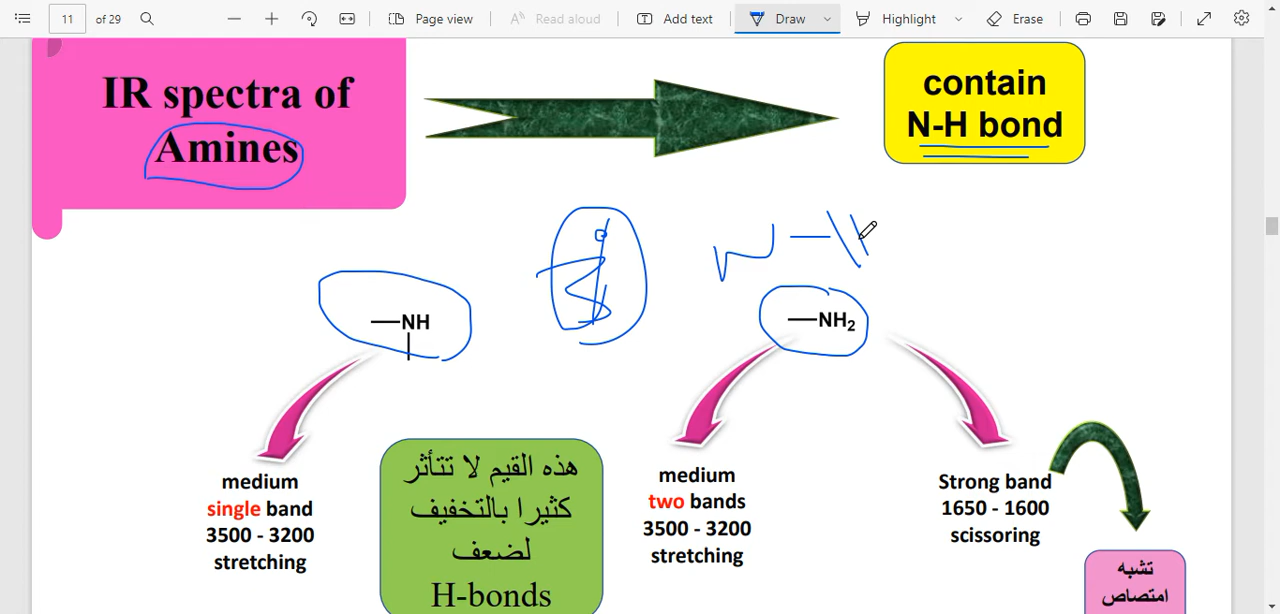 11 of 29 Page view Read aloud Add text Draw Highlight Erase
IR spectra of
Amines
contain
N-H bond
N-H
—NH
—NH₂
medium
single band
3500 - 3200
stretching
هذه القيم لا تتأثر
كثيرا بالتخفيف
لضعف
H-bonds
medium
two bands
3500 - 3200
stretching
Strong band
1650 - 1600
scissoring
تشبه
امتصاص